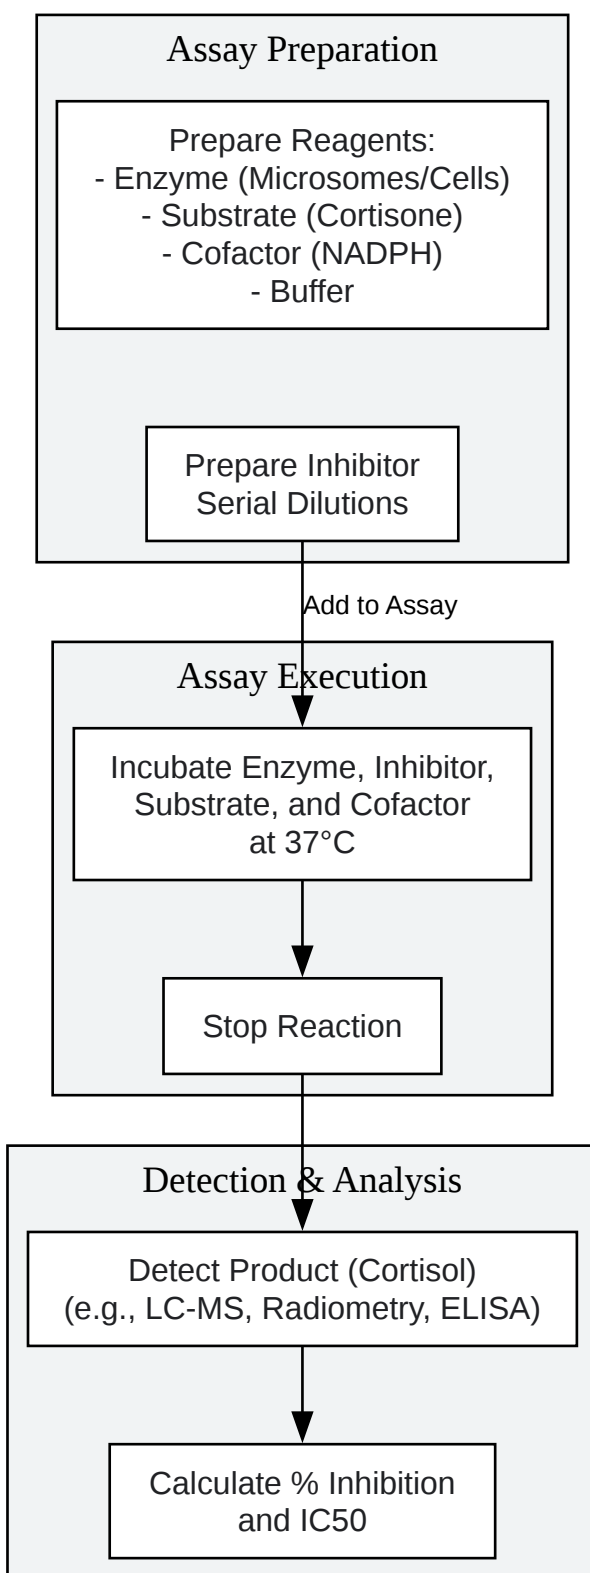 Assay Preparation
Prepare Reagents:
- Enzyme (Microsomes/Cells)
- Substrate (Cortisone)
- Cofactor (NADPH)
- Buffer
Prepare Inhibitor
Serial Dilutions
Add to Assay
Assay Execution
Incubate Enzyme, Inhibitor,
Substrate, and Cofactor
at 37°C
Stop Reaction
Detection & Analysis
Detect Product (Cortisol)
(e.g., LC-MS, Radiometry, ELISA)
Calculate % Inhibition
and IC50